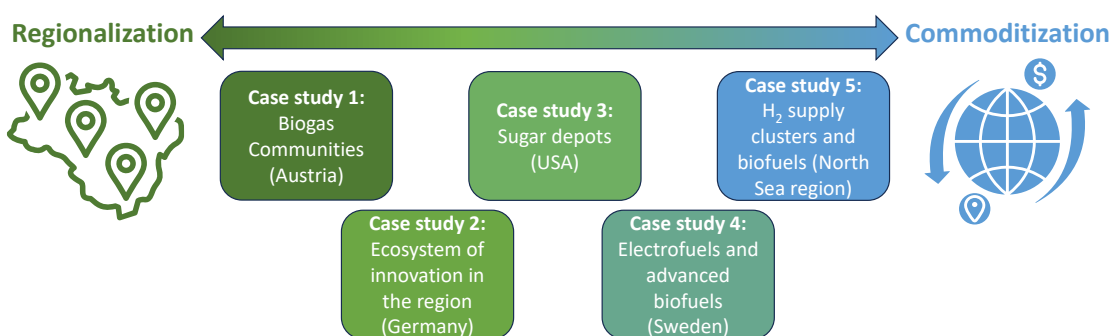 Regionalization
Commoditization
$
Case study 1:
Biogas
Communities
(Austria)
Case study 3:
Sugar depots
(USA)
Case study 5:
H₂ supply
clusters and
biofuels (North
Sea region)
Case study 2:
Ecosystem of
innovation in
the region
(Germany)
Case study 4:
Electrofuels and
advanced
biofuels
(Sweden)